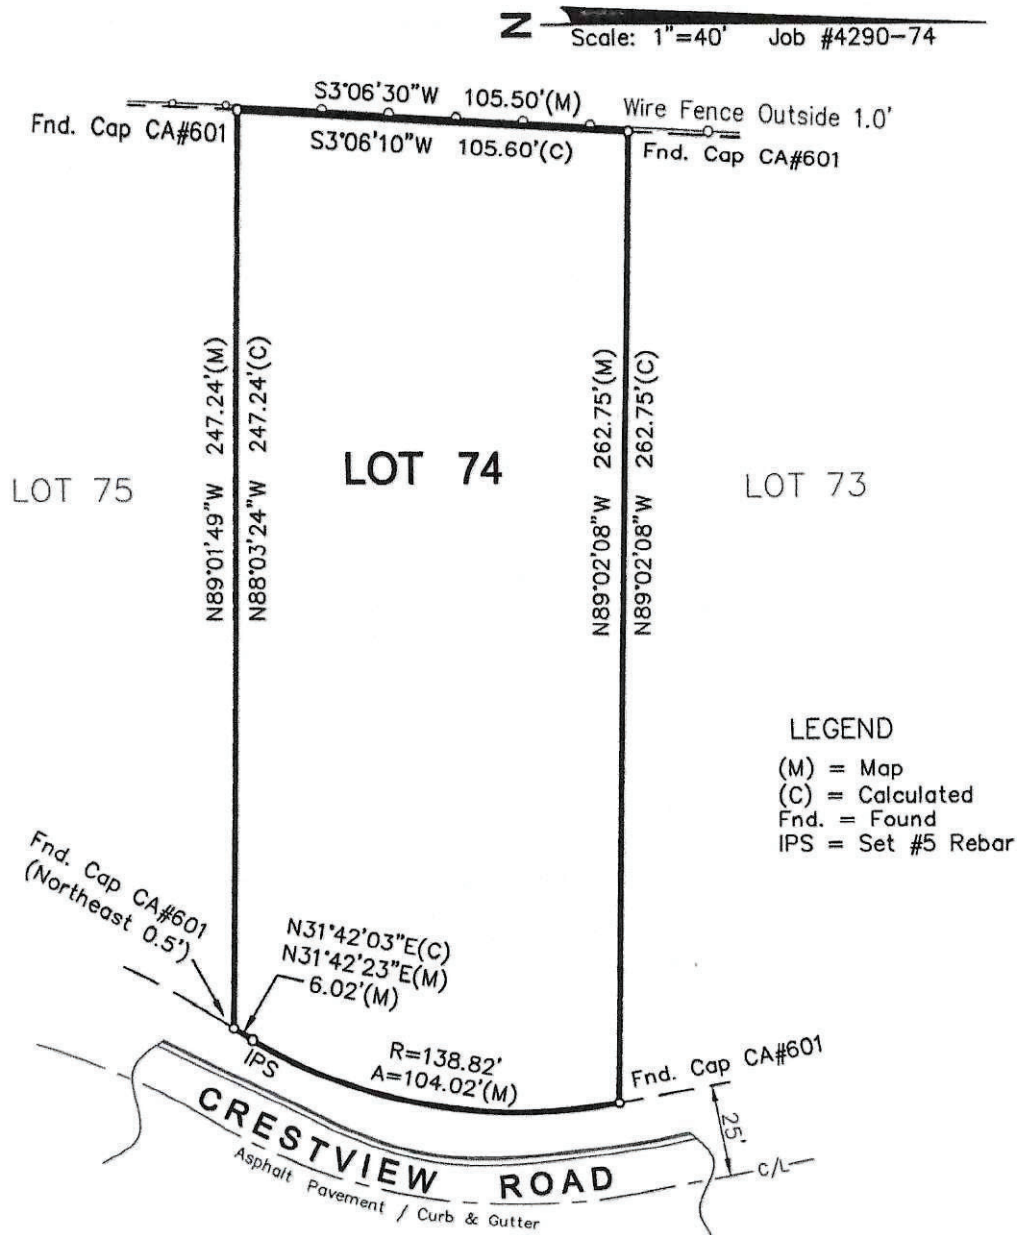 N
Scale: 1"=40' Job #4290-74
S3°06'30"W 105.50'(M)
Wire Fence Outside 1.0'
Fnd. Cap CA#601
S3°06'10"W 105.60'(C)
Fnd. Cap CA#601
N89°01'49"W 247.24'(M)
N88°03'24"W 247.24'(C)
N89°02'08"W 262.75'(M)
N89°02'08"W 262.75'(C)
LOT 75
LOT 74
LOT 73
LEGEND
(M) = Map
(C) = Calculated
Fnd. = Found
IPS = Set #5 Rebar
Fnd. Cap CA#601
(Northeast 0.5')
N31°42'03"E(C)
N31°42'23"E(M)
6.02'(M)
IPS
R=138.82'
A=104.02'(M)
Fnd. Cap CA#601
25'
C/L
CRESTVIEW ROAD
Asphalt Pavement / Curb & Gutter